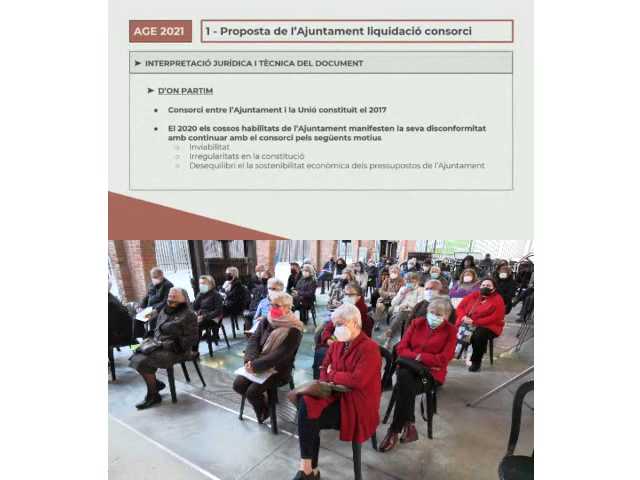 AGE 2021
1 - Proposta de l'Ajuntament liquidació consorci
➤ INTERPRETACIÓ JURÍDICA I TÈCNICA DEL DOCUMENT
➤ D'ON PARTIM
● Consorci entre l'Ajuntament i la Unió constituït el 2017
● El 2020 els cossos habilitats de l'Ajuntament manifesten la seva disconformitat
amb continuar amb el consorci pels següents motius
○ Inviabilitat
○ Irregularitats en la constitució
○ Desequilibri el la sostenibilitat econòmica dels pressupostos de l'Ajuntament